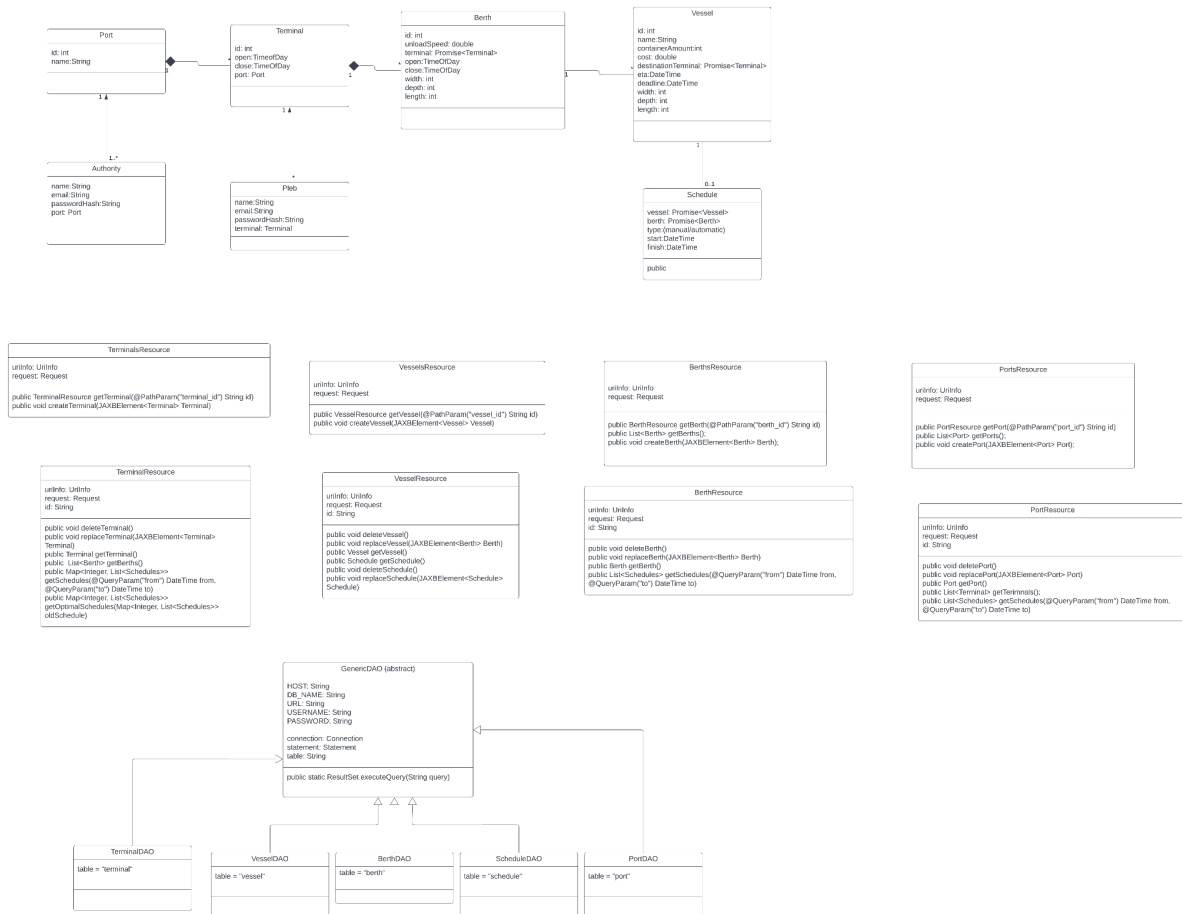 Port
id: int
name:String
1
1
Terminal
id: int
open:TimeofDay
close:TimeOfDay
port: Port
*
1
1
Berth
id: int
unloadSpeed: double
terminal: Promise<Terminal>
open:TimeOfDay
close:TimeOfDay
width: int
depth: int
length: int
*
1
Vessel
id: int
name:String
containerAmount:int
cost: double
destinationTerminal: Promise<Terminal>
eta:DateTime
deadline:DateTime
width: int
depth: int
length: int
*
1
1..*
Authority
name:String
email:String
passwordHash:String
port: Port
*
Pleb
name:String
email:String
passwordHash:String
terminal: Terminal
0..1
Schedule
vessel: Promise<Vessel>
berth: Promise<Berth>
type:(manual/automatic)
start:DateTime
finish:DateTime
public
TerminalsResource
uriInfo: UriInfo
request: Request
public TerminalResource getTerminal(@PathParam("terminal_id") String id)
public void createTerminal(JAXBElement<Terminal> Terminal)
VesselsResource
uriInfo: UriInfo
request: Request
public VesselResource getVessel(@PathParam("vessel_id") String id)
public void createVessel(JAXBElement<Vessel> Vessel)
BerthsResource
uriInfo: UriInfo
request: Request
public BerthResource getBerth(@PathParam("berth_id") String id)
public List<Berth> getBerths();
public void createBerth(JAXBElement<Berth> Berth);
PortsResource
uriInfo: UriInfo
request: Request
public PortResource getPort(@PathParam("port_id") String id)
public List<Port> getPorts();
public void createPort(JAXBElement<Port> Port);
TerminalResource
uriInfo: UriInfo
request: Request
id: String
public void deleteTerminal()
public void replaceTerminal(JAXBElement<Terminal>
Terminal)
public Terminal getTerminal()
public  List<Berth> getBerths()
public Map<Integer, List<Schedules>>
getSchedules(@QueryParam("from") DateTime from,
@QueryParam("to") DateTime to)
public Map<Integer, List<Schedules>>
getOptimalSchedules(Map<Integer, List<Schedules>>
oldSchedule)
VesselResource
uriInfo: UriInfo
request: Request
id: String
public void deleteVessel()
public void replaceVessel(JAXBElement<Berth> Berth)
public Vessel getVessel()
public Schedule getSchedule()
public void deleteSchedule()
public void replaceSchedule(JAXBElement<Schedule>
Schedule)
BerthResource
uriInfo: UriInfo
request: Request
id: String
public void deleteBerth()
public void replaceBerth(JAXBElement<Berth> Berth)
public Berth getBerth()
public List<Schedules> getSchedules(@QueryParam("from") DateTime from,
@QueryParam("to") DateTime to)
PortResource
uriInfo: UriInfo
request: Request
id: String
public void deletePort()
public void replacePort(JAXBElement<Port> Port)
public Port getPort()
public List<Terminal> getTerimnals();
public List<Schedules> getSchedules(@QueryParam("from") DateTime from,
@QueryParam("to") DateTime to)
GenericDAO (abstract)
HOST: String
DB_NAME: String
URL: String
USERNAME: String
PASSWORD: String
connection: Connection
statement: Statement
table: String
public static ResultSet executeQuery(String query)
TerminalDAO
table = "terminal"
VesselDAO
table = "vessel"
BerthDAO
table = "berth"
ScheduleDAO
table = "schedule"
PortDAO
table = "port"